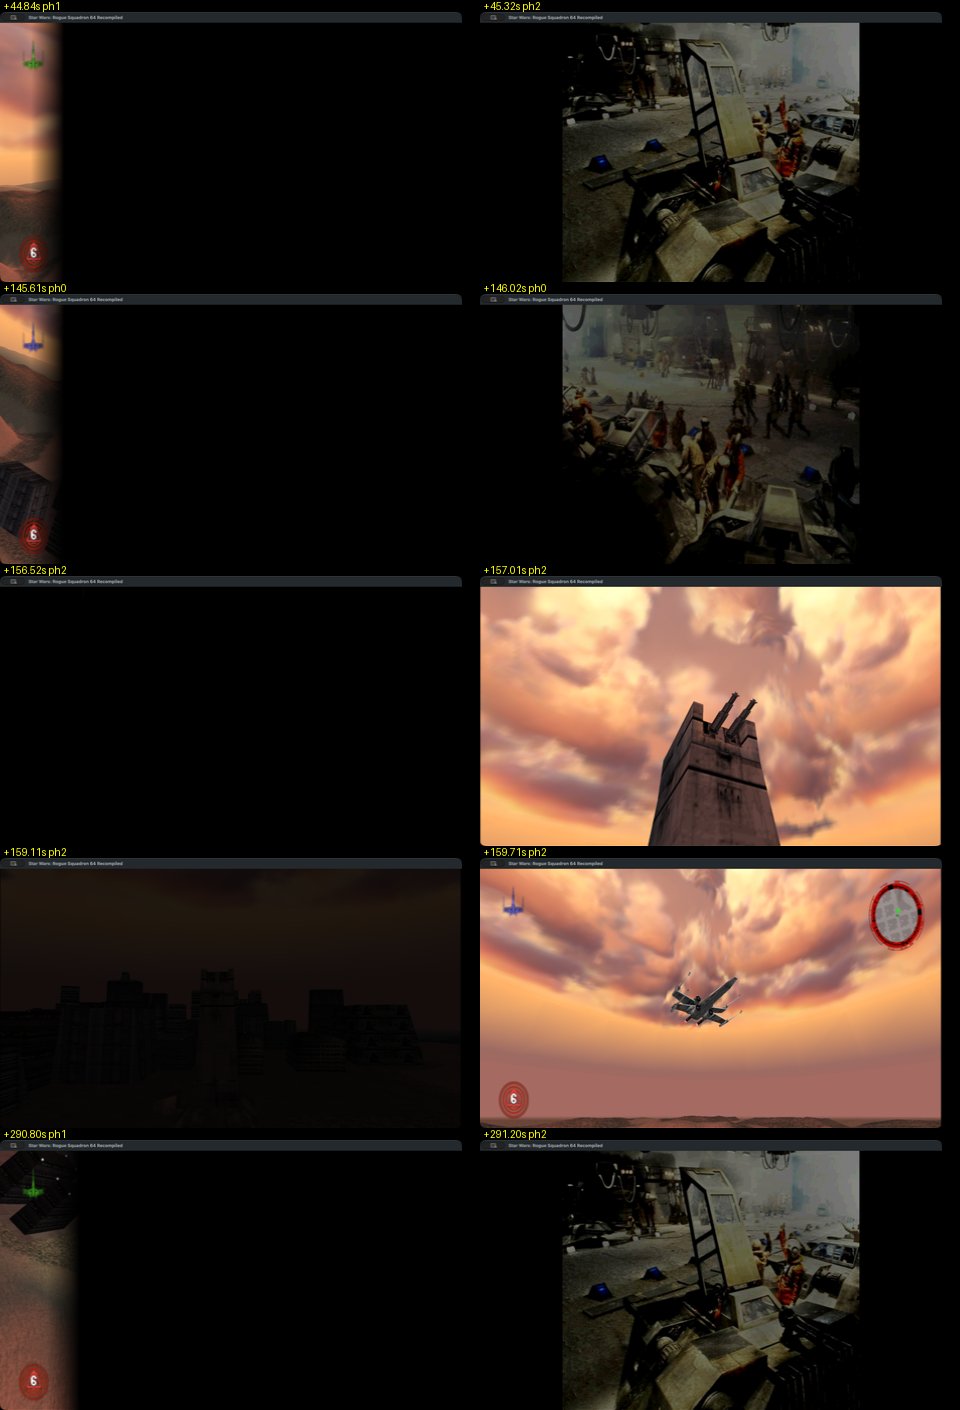 +44.84s ph1
+45.32s ph2
Star Wars: Rogue Squadron 64 Recompiled
Star Wars: Rogue Squadron 64 Recompiled
6
+145.61s ph0
+146.02s ph0
Star Wars: Rogue Squadron 64 Recompiled
Star Wars: Rogue Squadron 64 Recompiled
6
+156.52s ph2
+157.01s ph2
Star Wars: Rogue Squadron 64 Recompiled
Star Wars: Rogue Squadron 64 Recompiled
+159.11s ph2
+159.71s ph2
Star Wars: Rogue Squadron 64 Recompiled
Star Wars: Rogue Squadron 64 Recompiled
6
+290.80s ph1
+291.20s ph2
Star Wars: Rogue Squadron 64 Recompiled
Star Wars: Rogue Squadron 64 Recompiled
6